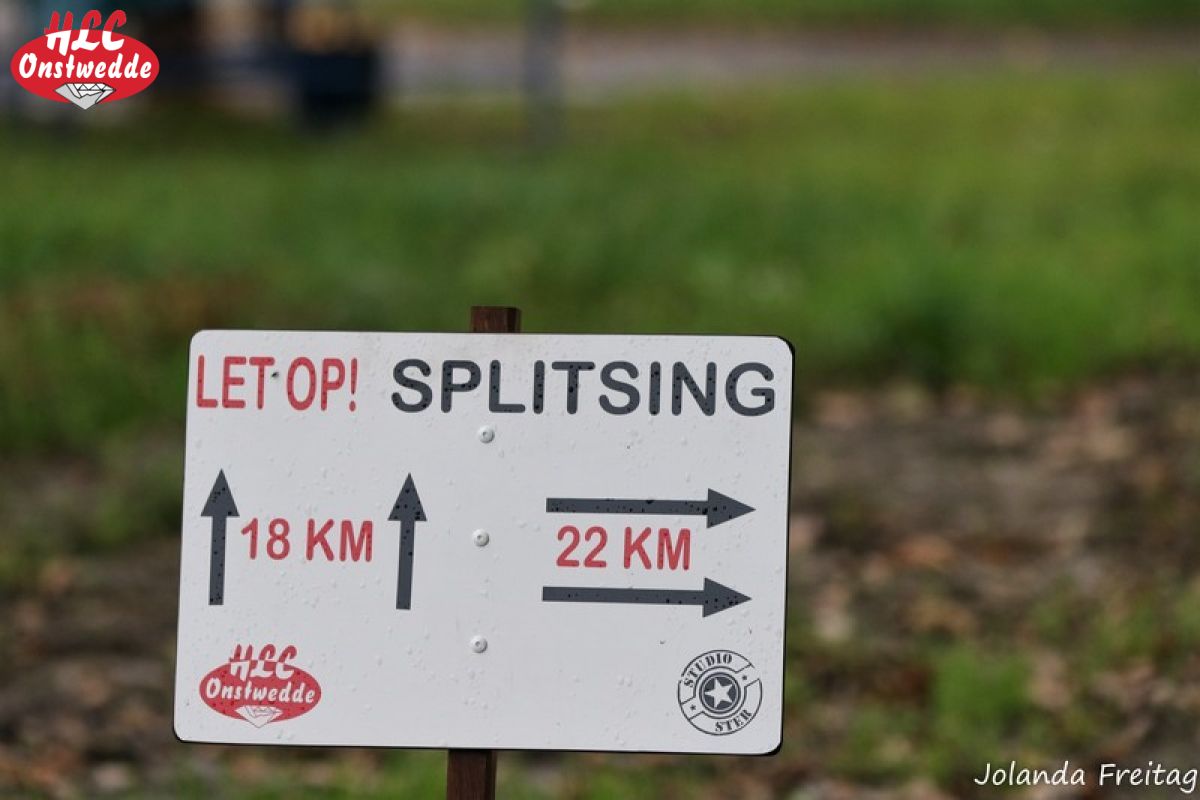 HLC
Onstwedde
LET OP! SPLITSING
18 KM
22 KM
HLC
Onstwedde
STUDIO
STER
Jolanda Freitag